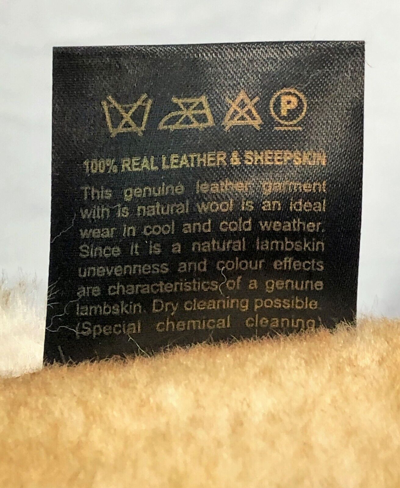 P
100% REAL LEATHER & SHEEPSKIN
This genuine leather garment
with is natural wool is an ideal
wear in cool and cold weather.
Since it is a natural lambskin
unevenness and colour effects
are characteristics of a genune
lambskin. Dry cleaning possible.
(Special chemical cleaning)